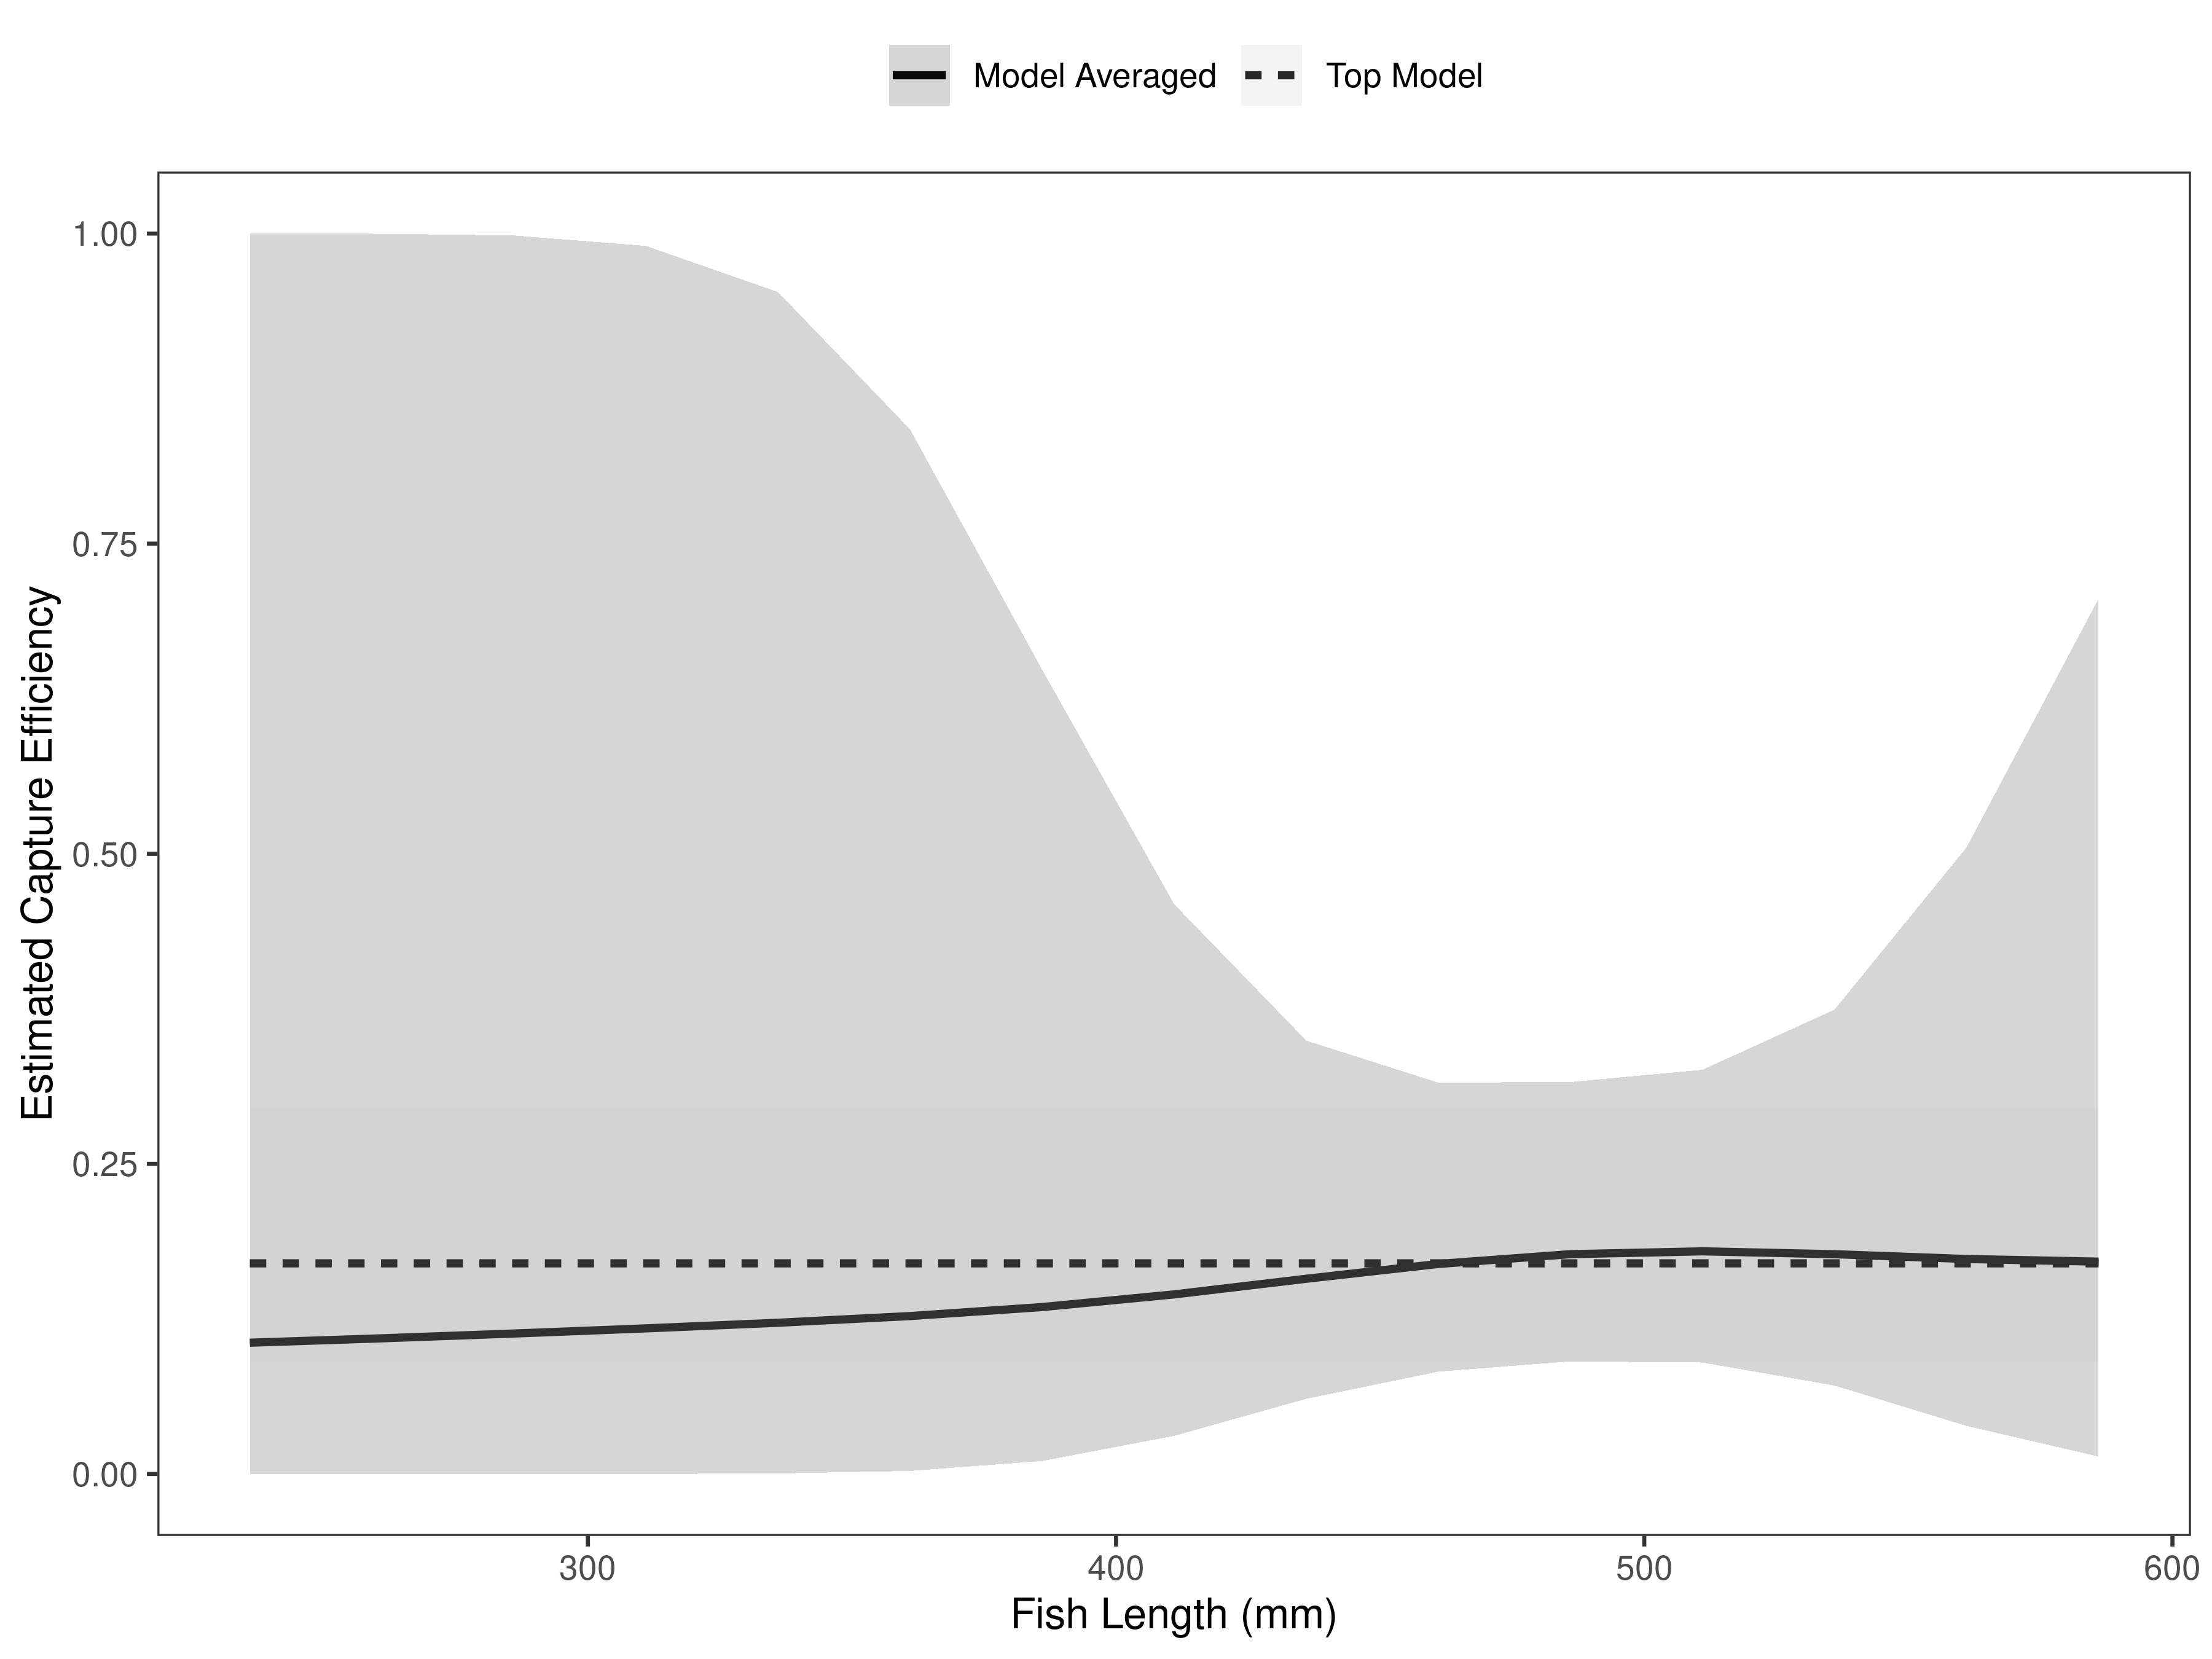 Model Averaged
Top Model
Estimated Capture Efficiency
1.00
0.75
0.50
0.25
0.00
300
400
500
600
Fish Length (mm)